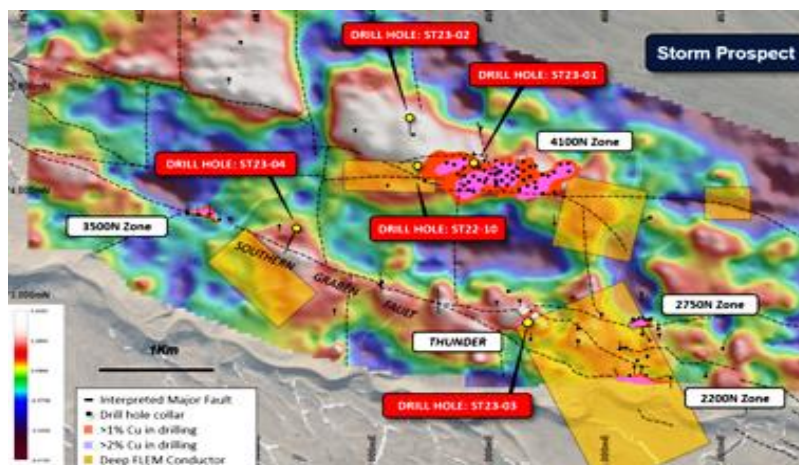 DRILL HOLE: ST23-02
Storm Prospect
DRILL HOLE: ST23-01
4100N Zone
DRILL HOLE: ST23-04
3500N Zone
DRILL HOLE: ST22-10
SOUTHERN GRABEN FAULT
2750N Zone
THUNDER
1Km
2200N Zone
DRILL HOLE: ST23-03
Interpreted Major Fault
Drill hole collar
>1% Cu in drilling
>2% Cu in drilling
Deep FLEM Conductor